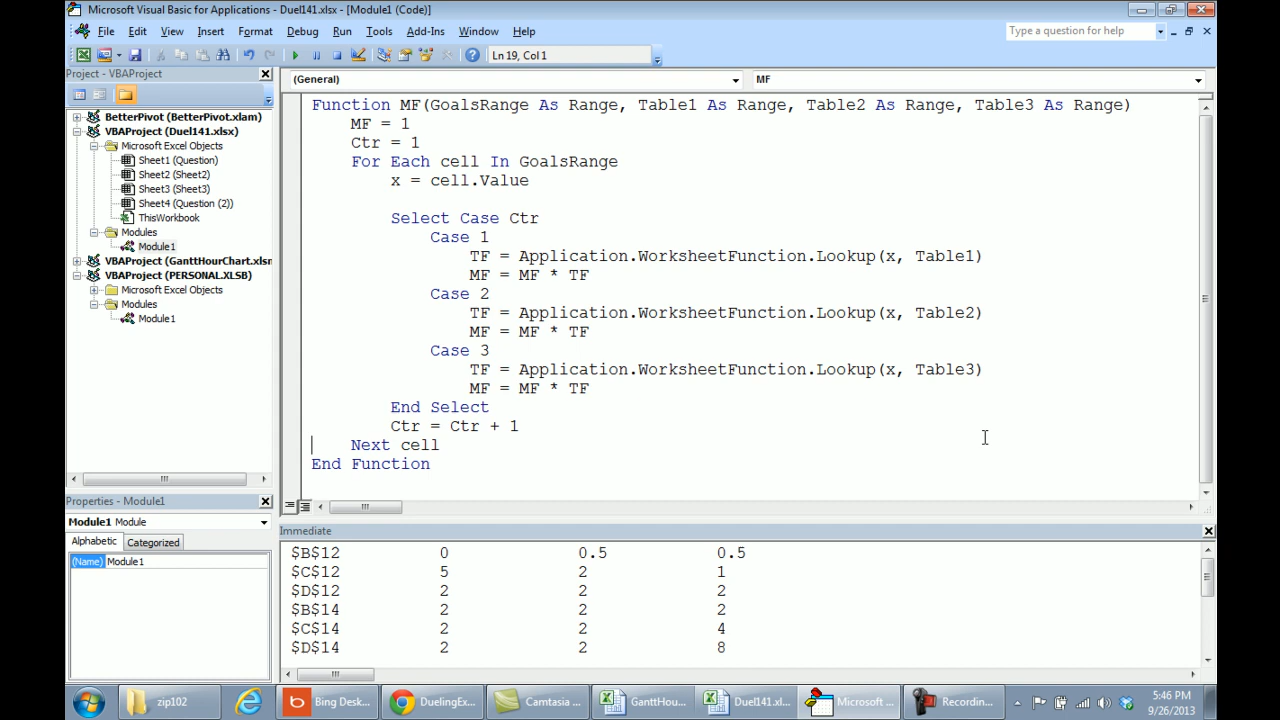 Microsoft Visual Basic for Applications - Duel141.xlsx - [Module1 (Code)]
File Edit View Insert Format Debug Run Tools Add-Ins Window Help
Type a question for help
Ln 19, Col 1
Project - VBAProject
(General)
MF
BetterPivot (BetterPivot.xlam)
VBAProject (Duel141.xlsx)
Microsoft Excel Objects
Sheet1 (Question)
Sheet2 (Sheet2)
Sheet3 (Sheet3)
Sheet4 (Question (2))
ThisWorkbook
Modules
Module1
VBAProject (GanttHourChart.xlsm
VBAProject (PERSONAL.XLSB)
Microsoft Excel Objects
Modules
Module1
Function MF(GoalsRange As Range, Table1 As Range, Table2 As Range, Table3 As Range)
MF = 1
Ctr = 1
For Each cell In GoalsRange
x = cell.Value
Select Case Ctr
Case 1
TF = Application.WorksheetFunction.Lookup(x, Table1)
MF = MF * TF
Case 2
TF = Application.WorksheetFunction.Lookup(x, Table2)
MF = MF * TF
Case 3
TF = Application.WorksheetFunction.Lookup(x, Table3)
MF = MF * TF
End Select
Ctr = Ctr + 1
Next cell
End Function
Properties - Module1
Module1 Module
Alphabetic Categorized
(Name) Module1
Immediate
$B$12 0 0.5 0.5
$C$12 5 2 1
$D$12 2 2 2
$B$14 2 2 2
$C$14 2 2 4
$D$14 2 2 8
zip102
Bing Desk...
DuelingEx...
Camtasia ...
GanttHou...
Duel141.xl...
Microsoft ...
Recordin...
5:46 PM
9/26/2013